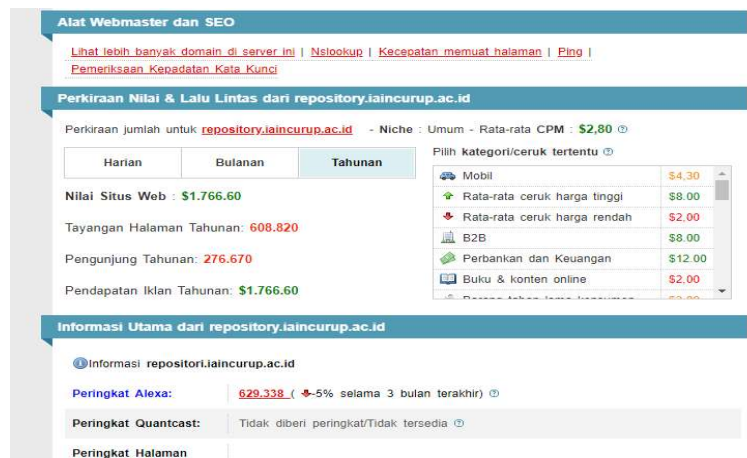 Alat Webmaster dan SEO
Lihat lebih banyak domain di server ini | Nslookup | Kecepatan memuat halaman | Ping |
Pemeriksaan Kepadatan Kata Kunci
Perkiraan Nilai & Lalu Lintas dari repository.iaincurup.ac.id
Perkiraan jumlah untuk repository.iaincurup.ac.id - Niche : Umum - Rata-rata CPM : $2,80
Harian Bulanan Tahunan
Pilih kategori/ceruk tertentu
Mobil $4,30
Nilai Situs Web : $1.766.60
Rata-rata ceruk harga tinggi $8.00
Rata-rata ceruk harga rendah $2,00
Tayangan Halaman Tahunan: 608.820
B2B $8.00
Pengunjung Tahunan: 276.670
Perbankan dan Keuangan $12.00
Buku & konten online $2,00
Pendapatan Iklan Tahunan: $1.766.60
Informasi Utama dari repository.iaincurup.ac.id
Informasi repositori.iaincurup.ac.id
Peringkat Alexa: 629.338 ( -5% selama 3 bulan terakhir)
Peringkat Quantcast: Tidak diberi peringkat/Tidak tersedia
Peringkat Halaman